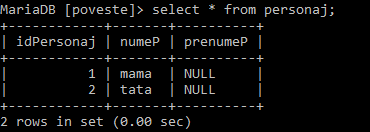 MariaDB [poveste]> select * from personaj;
+------------+-------+----------+
| idPersonaj | numeP | prenumeP |
+------------+-------+----------+
|          1 | mama  | NULL     |
|          2 | tata  | NULL     |
+------------+-------+----------+
2 rows in set (0.00 sec)